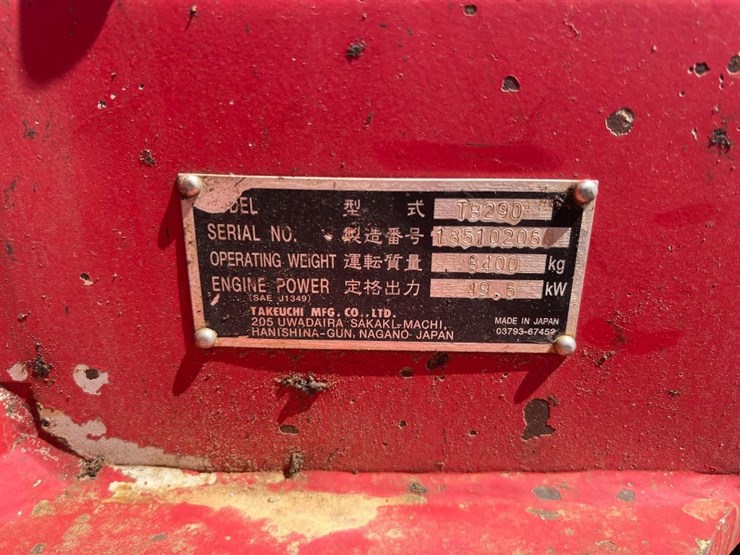 MODEL 型式 TB290
SERIAL NO. 製造番号 18510206
OPERATING WEIGHT 運転質量 8400 kg
ENGINE POWER 定格出力 49.5 kW
(SAE J1349)
TAKEUCHI MFG. CO., LTD.
205 UWADAIRA SAKAKI-MACHI,
HANISHINA-GUN, NAGANO JAPAN
MADE IN JAPAN
03793-67452